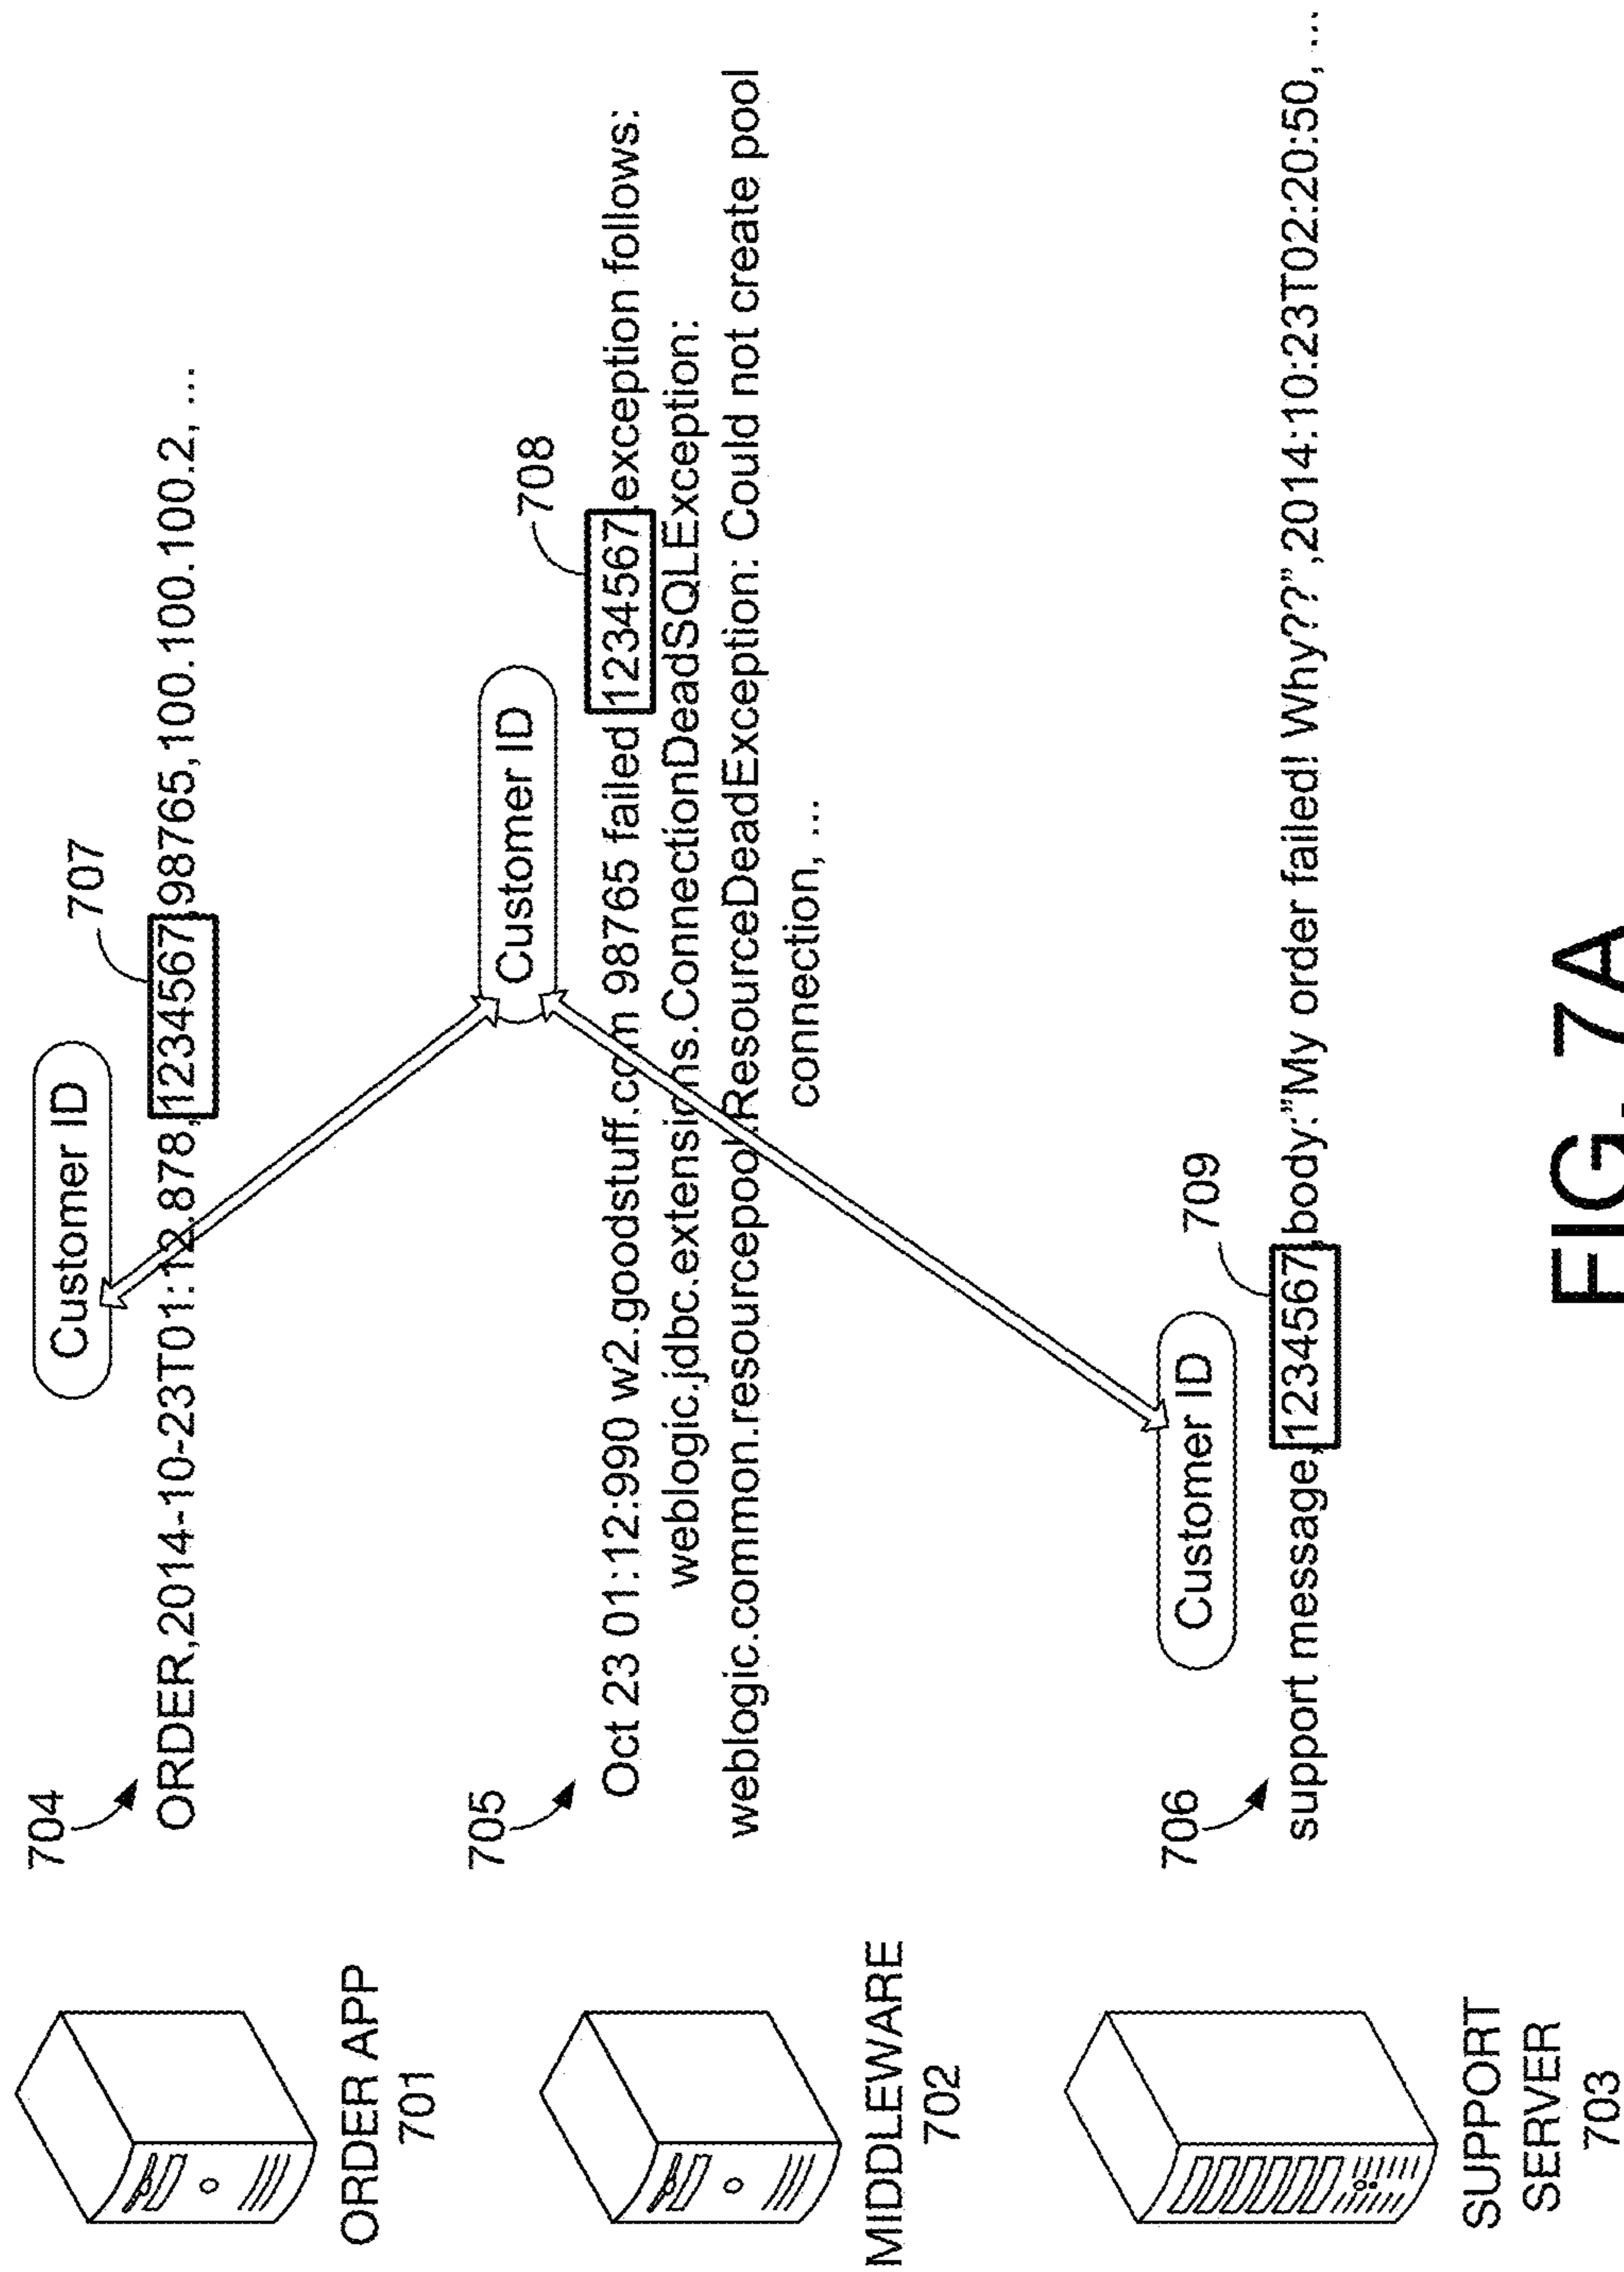 704
Customer ID
707
ORDER,2014-10-23T01:12.878,1234567,98765,100.100.100.2, ...
ORDER APP
701
705
Customer ID
708
Oct 23 01:12:990 w2.goodstuff.com 98765 failed 1234567.exception follows:
weblogic.jdbc.extensions.ConnectionDeadSQLException:
weblogic.common.resourcepool.ResourceDeadException: Could not create pool
connection, ...
MIDDLEWARE
702
706
Customer ID
709
support message,1234567,body:”My order failed! Why??”,2014:10:23T02:20:50, ...
SUPPORT
SERVER
703
FIG. 7A